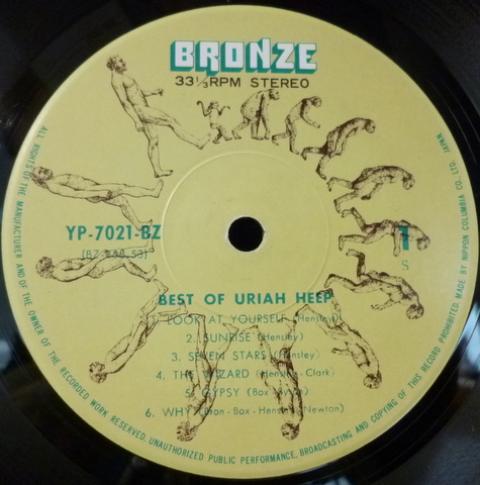 BRONZE
33⅓RPM STEREO
YP-7021-BZ
1
S
BEST OF URIAH HEEP
1. LOOK AT YOURSELF (Hensley)
2. SUNRISE (Hensley)
3. SEVEN STARS (Hensley)
4. THE WIZARD (Hensley-Clark)
5. GYPSY (Box-Byron)
6. WHY (Byron-Box-Hensley-Newton)
ALL RIGHTS OF THE MANUFACTURER AND OF THE OWNER OF THE RECORDED WORK RESERVED. UNAUTHORIZED PUBLIC PERFORMANCE, BROADCASTING AND COPYING OF THIS RECORD PROHIBITED. MADE BY NIPPON COLUMBIA CO., LTD. JAPAN